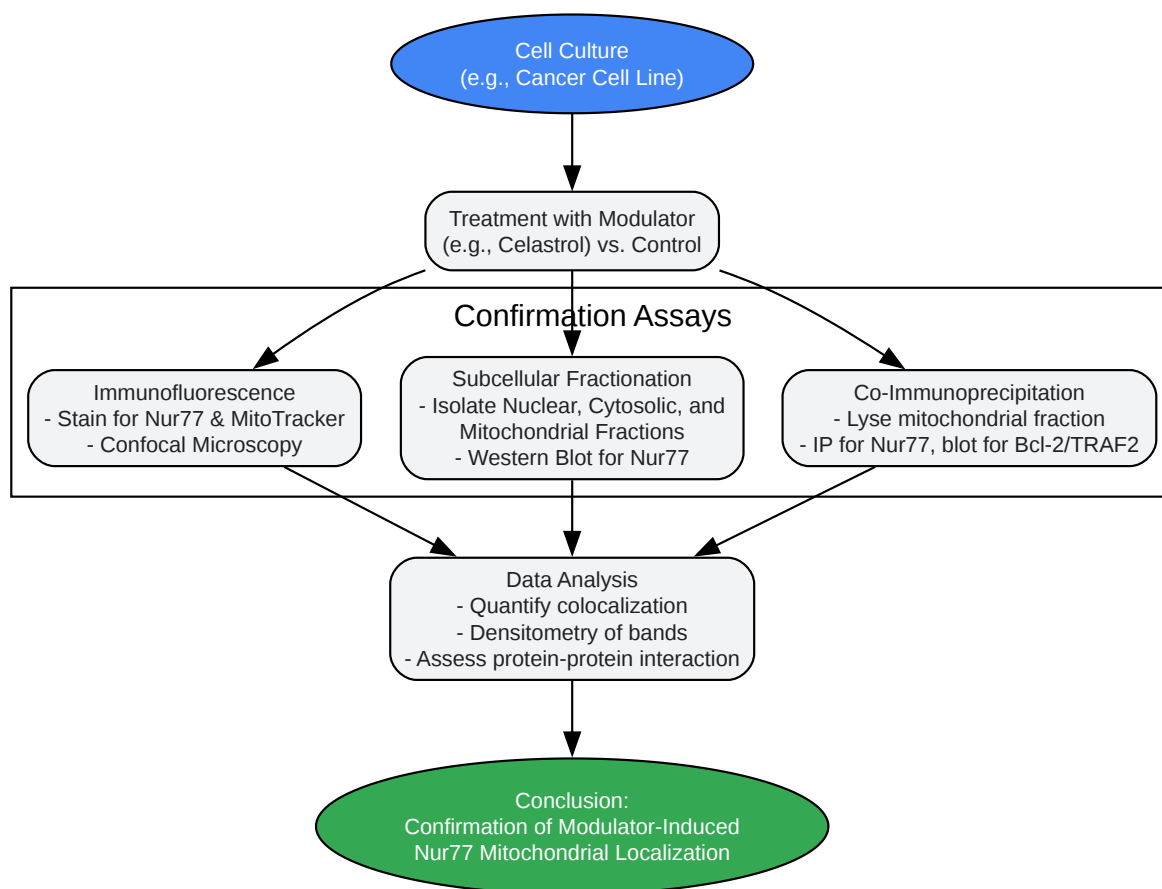 Cell Culture
(e.g., Cancer Cell Line)
Treatment with Modulator
(e.g., Celastrol) vs. Control
Confirmation Assays
Immunofluorescence
- Stain for Nur77 & MitoTracker
- Confocal Microscopy
Subcellular Fractionation
- Isolate Nuclear, Cytosolic, and
Mitochondrial Fractions
- Western Blot for Nur77
Co-Immunoprecipitation
- Lyse mitochondrial fraction
- IP for Nur77, blot for Bcl-2/TRAF2
Data Analysis
- Quantify colocalization
- Densitometry of bands
- Assess protein-protein interaction
Conclusion:
Confirmation of Modulator-Induced
Nur77 Mitochondrial Localization